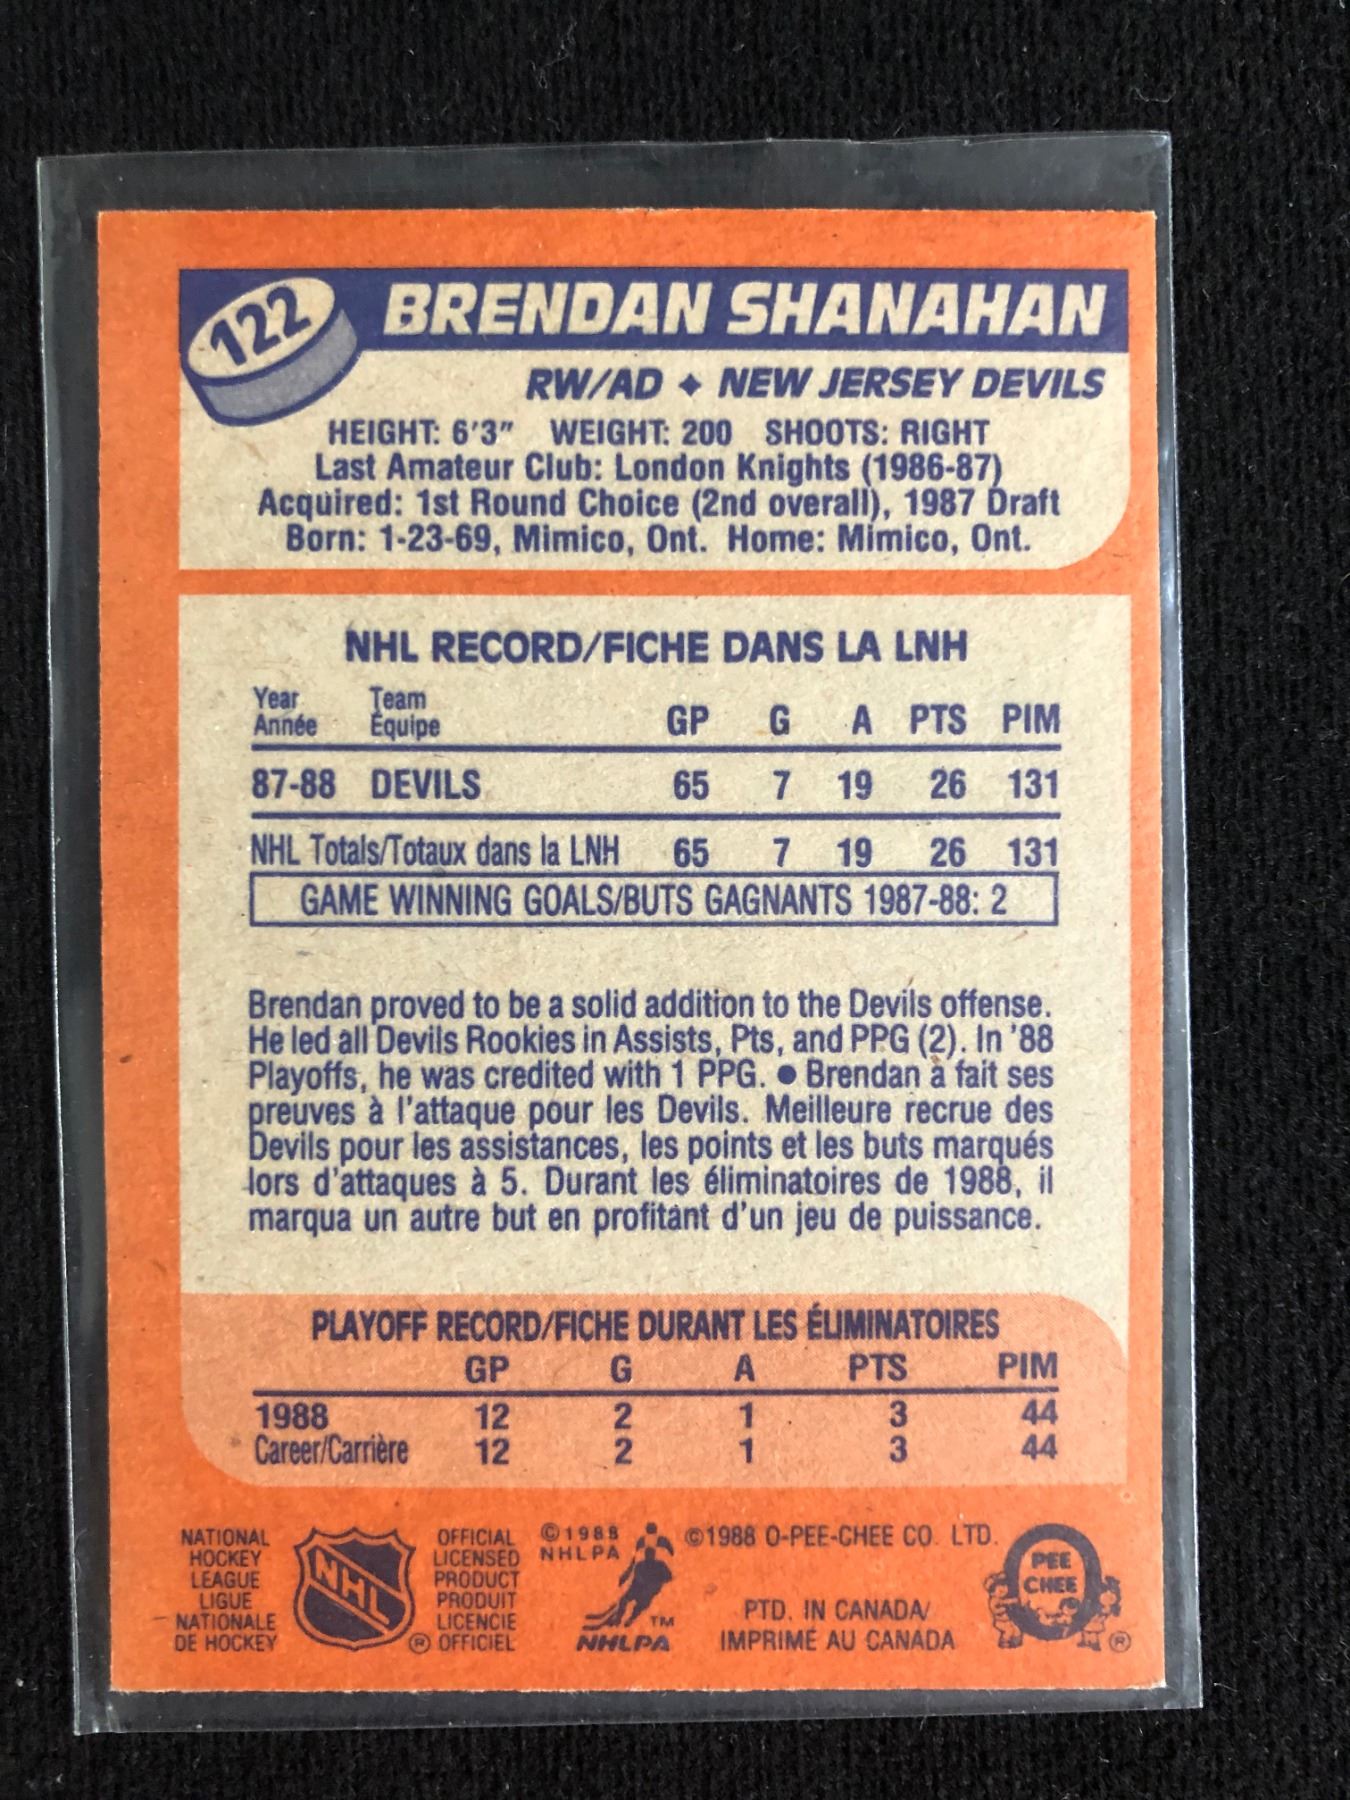 122
BRENDAN SHANAHAN
RW/AD ♦ NEW JERSEY DEVILS
HEIGHT: 6'3" WEIGHT: 200 SHOOTS: RIGHT
Last Amateur Club: London Knights (1986-87)
Acquired: 1st Round Choice (2nd overall), 1987 Draft
Born: 1-23-69, Mimico, Ont. Home: Mimico, Ont.
NHL RECORD/FICHE DANS LA LNH
Year Team
Année Équipe GP G A PTS PIM
87-88 DEVILS 65 7 19 26 131
NHL Totals/Totaux dans la LNH 65 7 19 26 131
GAME WINNING GOALS/BUTS GAGNANTS 1987-88: 2
Brendan proved to be a solid addition to the Devils offense.
He led all Devils Rookies in Assists, Pts, and PPG (2). In '88
Playoffs, he was credited with 1 PPG. ● Brendan a fait ses
preuves à l'attaque pour les Devils. Meilleure recrue des
Devils pour les assistances, les points et les buts marqués
lors d'attaques à 5. Durant les éliminatoires de 1988, il
marqua un autre but en profitant d'un jeu de puissance.
PLAYOFF RECORD/FICHE DURANT LES ÉLIMINATOIRES
GP G A PTS PIM
1988 12 2 1 3 44
Career/Carrière 12 2 1 3 44
NATIONAL
HOCKEY
LEAGUE
LIGUE
NATIONALE
DE HOCKEY
NHL
®
OFFICIAL
LICENSED
PRODUCT
PRODUIT
LICENCIE
OFFICIEL
©1988
NHLPA
TM
NHLPA
©1988 O-PEE-CHEE CO. LTD.
PTD. IN CANADA/
IMPRIMÉ AU CANADA
PEE
CHEE
®